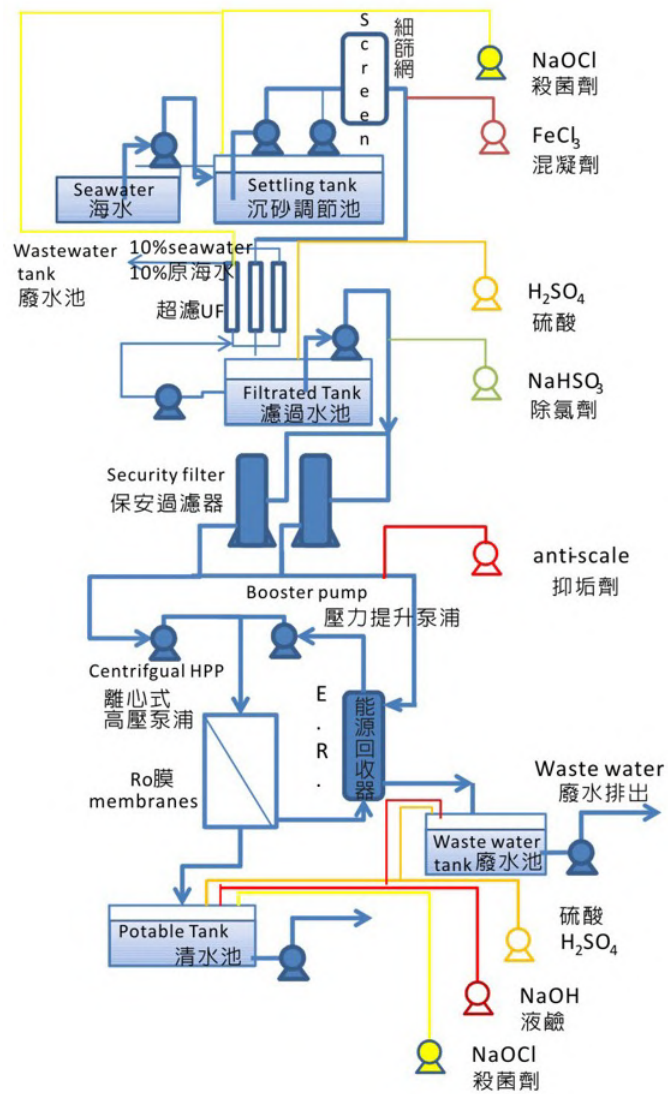 Screen
細篩網
NaOCl
殺菌劑
FeCl₃
混凝劑
Seawater
海水
Settling tank
沉砂調節池
Wastewater
tank
廢水池
10%seawater
10%原海水
超濾UF
H₂SO₄
硫酸
NaHSO₃
除氯劑
Filtrated Tank
濾過水池
Security filter
保安過濾器
anti-scale
抑垢劑
Booster pump
壓力提升泵浦
Centrifgual HPP
離心式
高壓泵浦
E.R.
能源回收器
Ro膜
membranes
Waste water
廢水排出
Waste water
tank 廢水池
Potable Tank
清水池
硫酸
H₂SO₄
NaOH
液鹼
NaOCl
殺菌劑